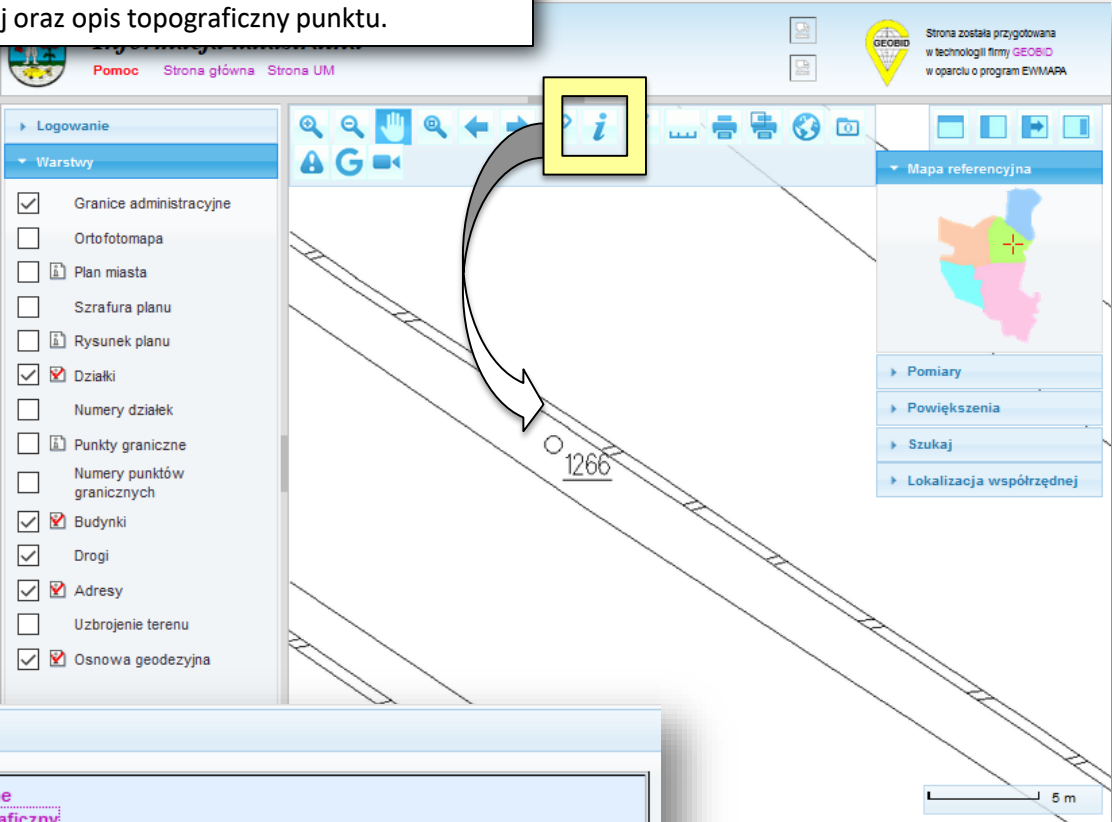 j oraz opis topograficzny punktu.
Pomoc Strona główna Strona UM
GEOBID
Strona została przygotowana
w technologii firmy GEOBID
w oparciu o program EWMAPA
Logowanie
Warstwy
Granice administracyjne
Ortofotomapa
Plan miasta
Szrafura planu
Rysunek planu
Działki
Numery działek
Punkty graniczne
Numery punktów
granicznych
Budynki
Drogi
Adresy
Uzbrojenie terenu
Osnowa geodezyjna
i
G
Mapa referencyjna
Pomiary
Powiększenia
Szukaj
Lokalizacja współrzędnej
1266
5 m
e
aficzny